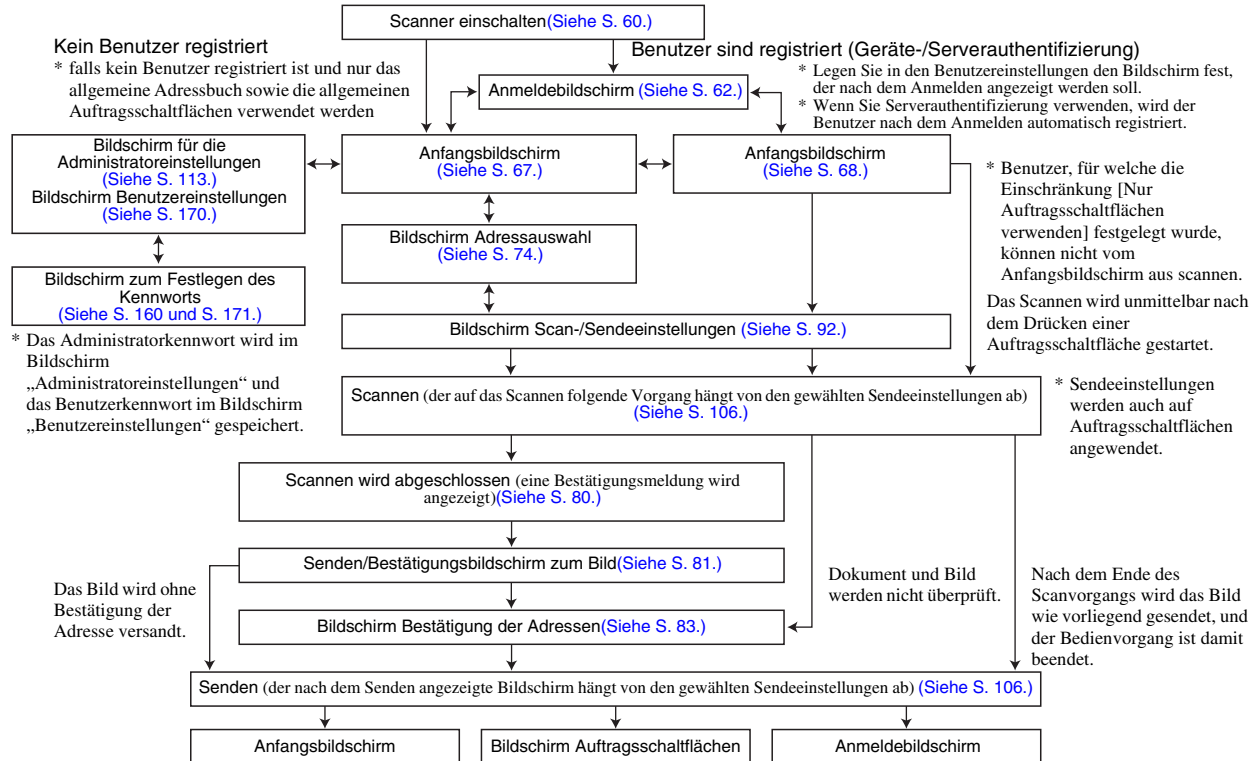 Scanner einschalten(Siehe S. 60.)
Kein Benutzer registriert
* falls kein Benutzer registriert ist und nur das
allgemeine Adressbuch sowie die allgemeinen
Auftragsschaltflächen verwendet werden
Benutzer sind registriert (Geräte-/Serverauthentifizierung)
Anmeldebildschirm (Siehe S. 62.)
* Legen Sie in den Benutzereinstellungen den Bildschirm fest,
der nach dem Anmelden angezeigt werden soll.
* Wenn Sie Serverauthentifizierung verwenden, wird der
Benutzer nach dem Anmelden automatisch registriert.
Bildschirm für die
Administratoreinstellungen
(Siehe S. 113.)
Bildschirm Benutzereinstellungen
(Siehe S. 170.)
Anfangsbildschirm
(Siehe S. 67.)
Anfangsbildschirm
(Siehe S. 68.)
* Benutzer, für welche die
Einschränkung [Nur
Auftragsschaltflächen
verwenden] festgelegt wurde,
können nicht vom
Anfangsbildschirm aus scannen.
Das Scannen wird unmittelbar nach
dem Drücken einer
Auftragsschaltfläche gestartet.
Bildschirm Adressauswahl
(Siehe S. 74.)
Bildschirm zum Festlegen des
Kennworts
(Siehe S. 160 und S. 171.)
* Das Administratorkennwort wird im
Bildschirm
„Administratoreinstellungen“ und
das Benutzerkennwort im Bildschirm
„Benutzereinstellungen“ gespeichert.
Bildschirm Scan-/Sendeeinstellungen (Siehe S. 92.)
Scannen (der auf das Scannen folgende Vorgang hängt von den gewählten Sendeeinstellungen ab)
(Siehe S. 106.)
* Sendeeinstellungen
werden auch auf
Auftragsschaltflächen
angewendet.
Scannen wird abgeschlossen (eine Bestätigungsmeldung wird
angezeigt)(Siehe S. 80.)
Senden/Bestätigungsbildschirm zum Bild(Siehe S. 81.)
Das Bild wird ohne
Bestätigung der
Adresse versandt.
Dokument und Bild
werden nicht überprüft.
Nach dem Ende des
Scanvorgangs wird das Bild
wie vorliegend gesendet, und
der Bedienvorgang ist damit
beendet.
Bildschirm Bestätigung der Adressen(Siehe S. 83.)
Senden (der nach dem Senden angezeigte Bildschirm hängt von den gewählten Sendeeinstellungen ab) (Siehe S. 106.)
Anfangsbildschirm
Bildschirm Auftragsschaltflächen
Anmeldebildschirm